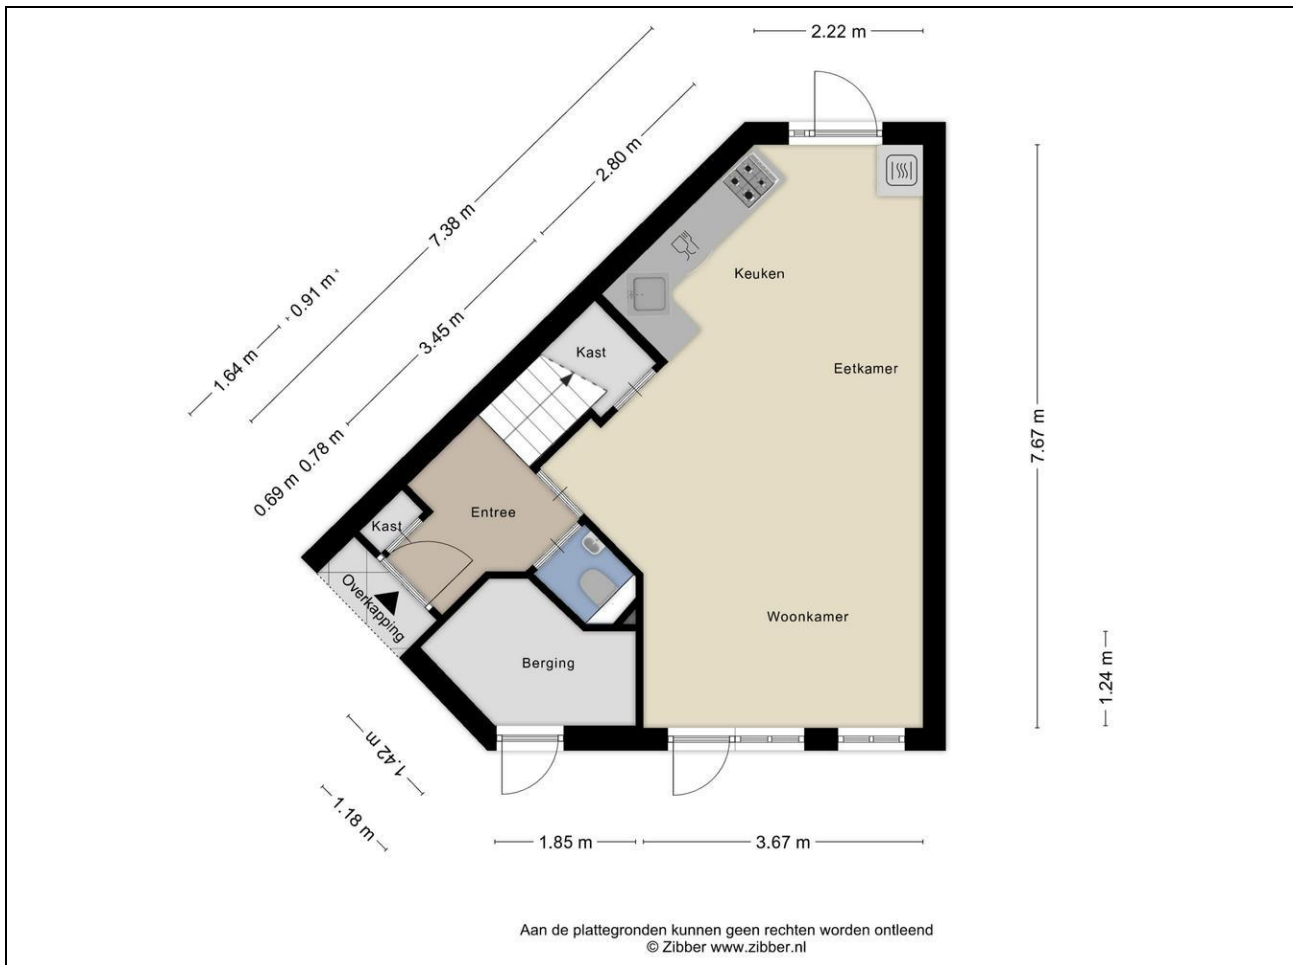 2.22 m
2.80 m
7.38 m
0.91 m
3.45 m
1.64 m
0.78 m
0.69 m
Keuken
Kast
Eetkamer
7.67 m
Entree
Kast
Overkapping
Woonkamer
Berging
1.24 m
1.42 m
1.18 m
1.85 m
3.67 m
Aan de plattegronden kunnen geen rechten worden ontleend
© Zibber www.zibber.nl